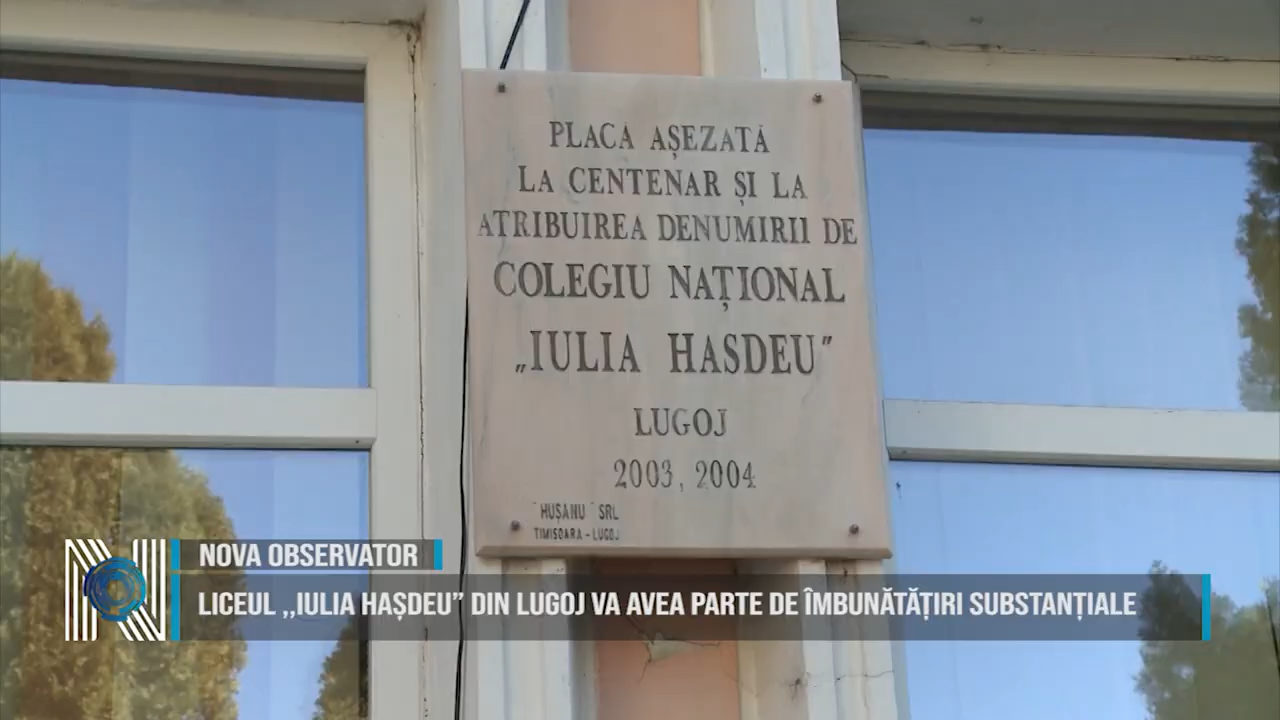 PLACĂ AȘEZATĂ
LA CENTENAR ȘI LA
ATRIBUIREA DENUMIRII DE
COLEGIU NAȚIONAL
„IULIA HASDEU”
LUGOJ
2003, 2004
"HUȘANU" SRL
TIMIȘOARA - LUGOJ
NOVA OBSERVATOR
LICEUL ,,IULIA HAȘDEU” DIN LUGOJ VA AVEA PARTE DE ÎMBUNĂTĂȚIRI SUBSTANȚIALE